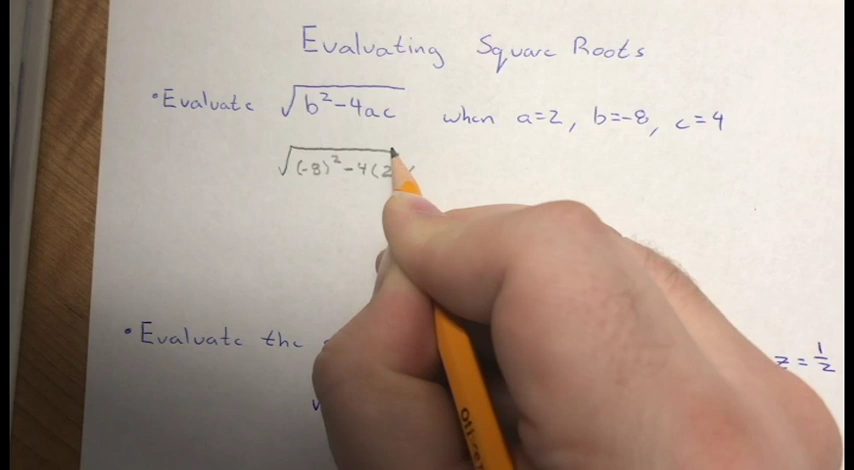 Evaluating Square Roots
• Evaluate √b²-4ac when a=2, b=-8, c=4
√(-8)²-4(2
• Evaluate the z = 1/2